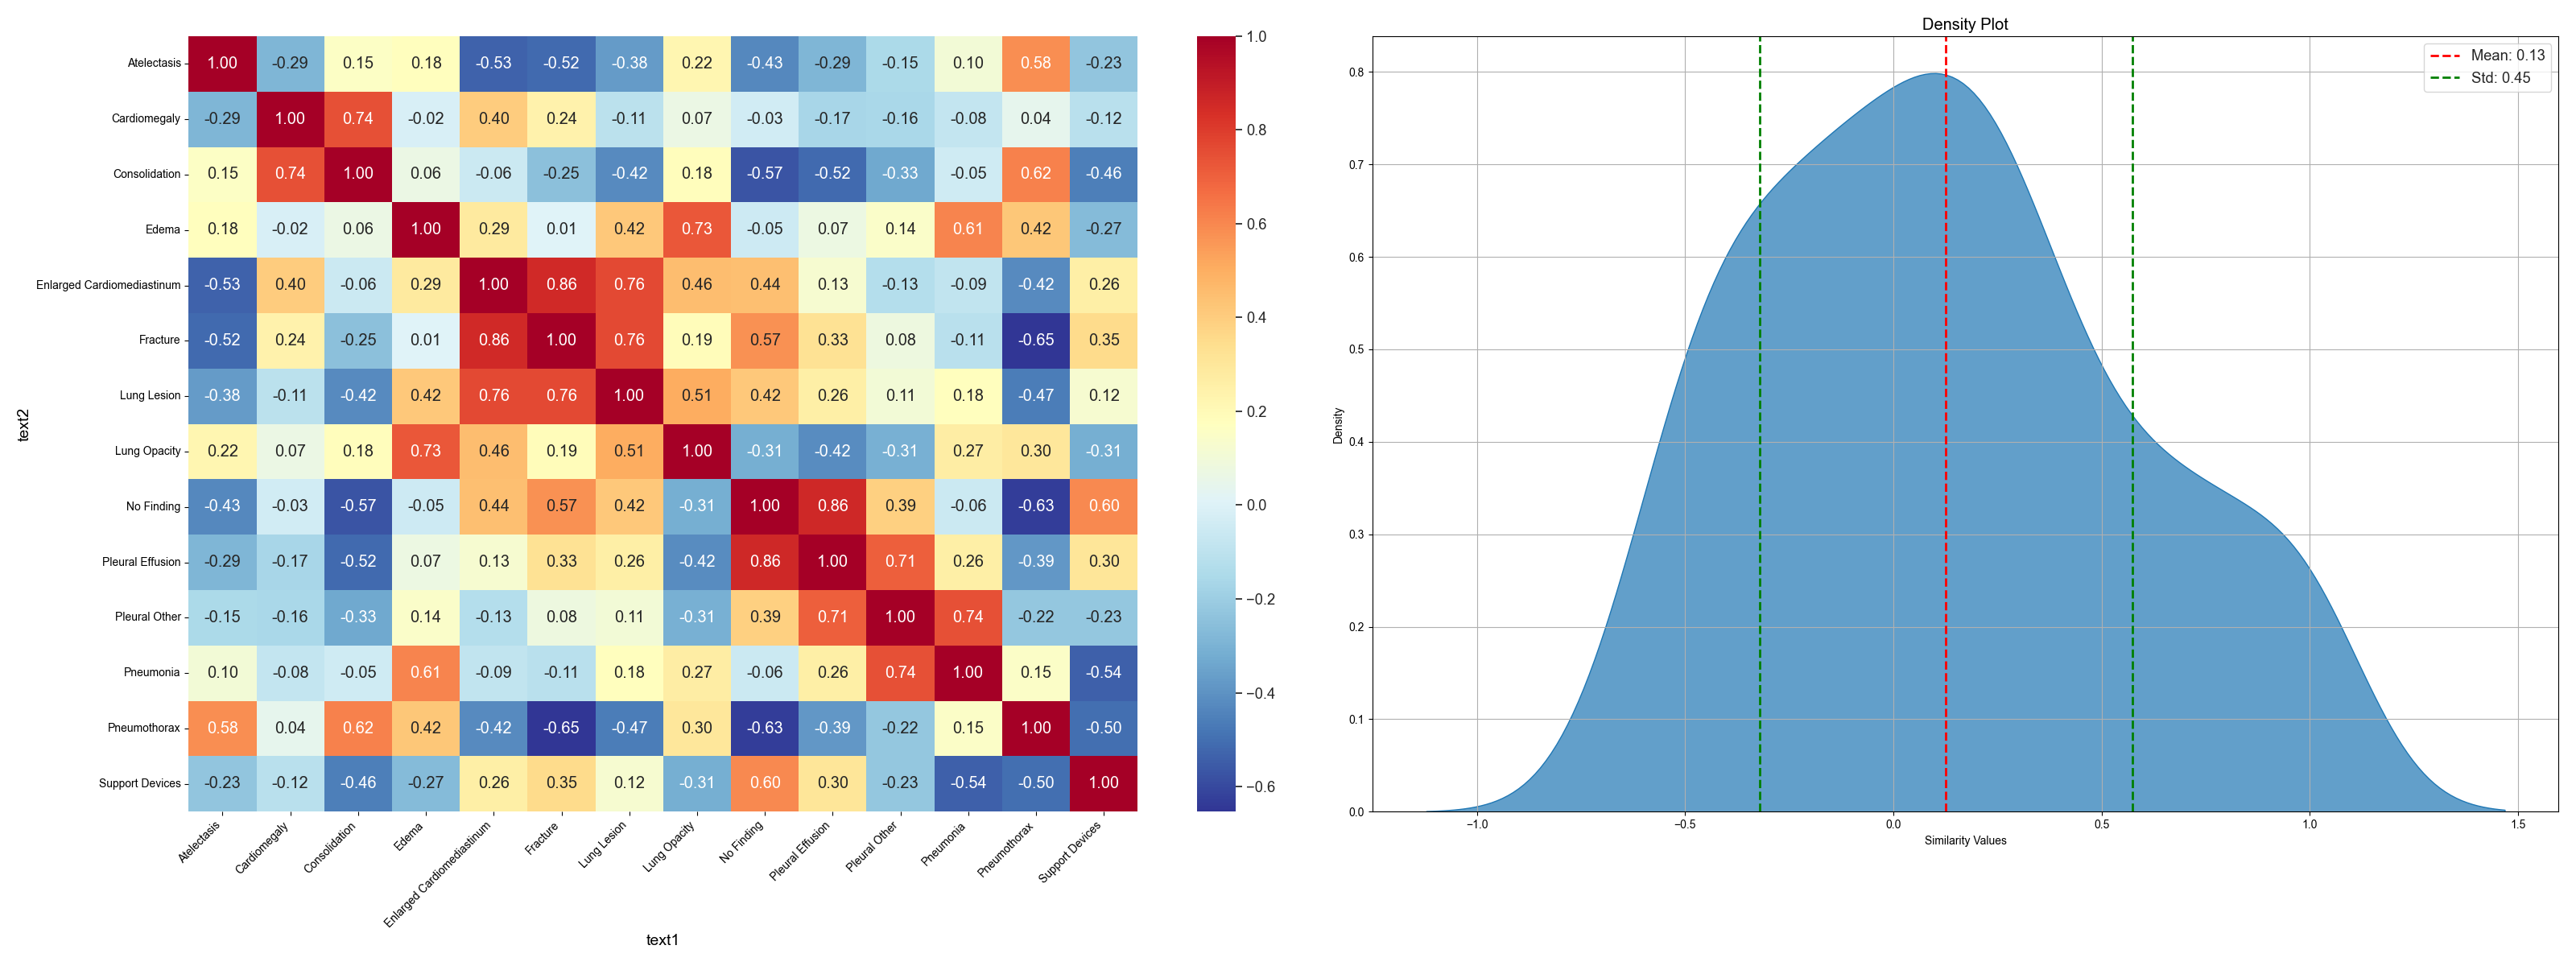 Atelectasis 1.00 -0.29 0.15 0.18 -0.53 -0.52 -0.38 0.22 -0.43 -0.29 -0.15 0.10 0.58 -0.23
Cardiomegaly -0.29 1.00 0.74 -0.02 0.40 0.24 -0.11 0.07 -0.03 -0.17 -0.16 -0.08 0.04 -0.12
Consolidation 0.15 0.74 1.00 0.06 -0.06 -0.25 -0.42 0.18 -0.57 -0.52 -0.33 -0.05 0.62 -0.46
Edema 0.18 -0.02 0.06 1.00 0.29 0.01 0.42 0.73 -0.05 0.07 0.14 0.61 0.42 -0.27
Enlarged Cardiomediastinum -0.53 0.40 -0.06 0.29 1.00 0.86 0.76 0.46 0.44 0.13 -0.13 -0.09 -0.42 0.26
Fracture -0.52 0.24 -0.25 0.01 0.86 1.00 0.76 0.19 0.57 0.33 0.08 -0.11 -0.65 0.35
Lung Lesion -0.38 -0.11 -0.42 0.42 0.76 0.76 1.00 0.51 0.42 0.26 0.11 0.18 -0.47 0.12
Lung Opacity 0.22 0.07 0.18 0.73 0.46 0.19 0.51 1.00 -0.31 -0.42 -0.31 0.27 0.30 -0.31
No Finding -0.43 -0.03 -0.57 -0.05 0.44 0.57 0.42 -0.31 1.00 0.86 0.39 -0.06 -0.63 0.60
Pleural Effusion -0.29 -0.17 -0.52 0.07 0.13 0.33 0.26 -0.42 0.86 1.00 0.71 0.26 -0.39 0.30
Pleural Other -0.15 -0.16 -0.33 0.14 -0.13 0.08 0.11 -0.31 0.39 0.71 1.00 0.74 -0.22 -0.23
Pneumonia 0.10 -0.08 -0.05 0.61 -0.09 -0.11 0.18 0.27 -0.06 0.26 0.74 1.00 0.15 -0.54
Pneumothorax 0.58 0.04 0.62 0.42 -0.42 -0.65 -0.47 0.30 -0.63 -0.39 -0.22 0.15 1.00 -0.50
Support Devices -0.23 -0.12 -0.46 -0.27 0.26 0.35 0.12 -0.31 0.60 0.30 -0.23 -0.54 -0.50 1.00
text2
Atelectasis
Cardiomegaly
Consolidation
Edema
Enlarged Cardiomediastinum
Fracture
Lung Lesion
Lung Opacity
No Finding
Pleural Effusion
Pleural Other
Pneumonia
Pneumothorax
Support Devices
text1
1.0
0.8
0.6
0.4
0.2
0.0
−0.2
−0.4
−0.6
Density Plot
Mean: 0.13
Std: 0.45
0.8
0.7
0.6
0.5
0.4
0.3
0.2
0.1
0.0
Density
−1.0 −0.5 0.0 0.5 1.0 1.5
Similarity Values